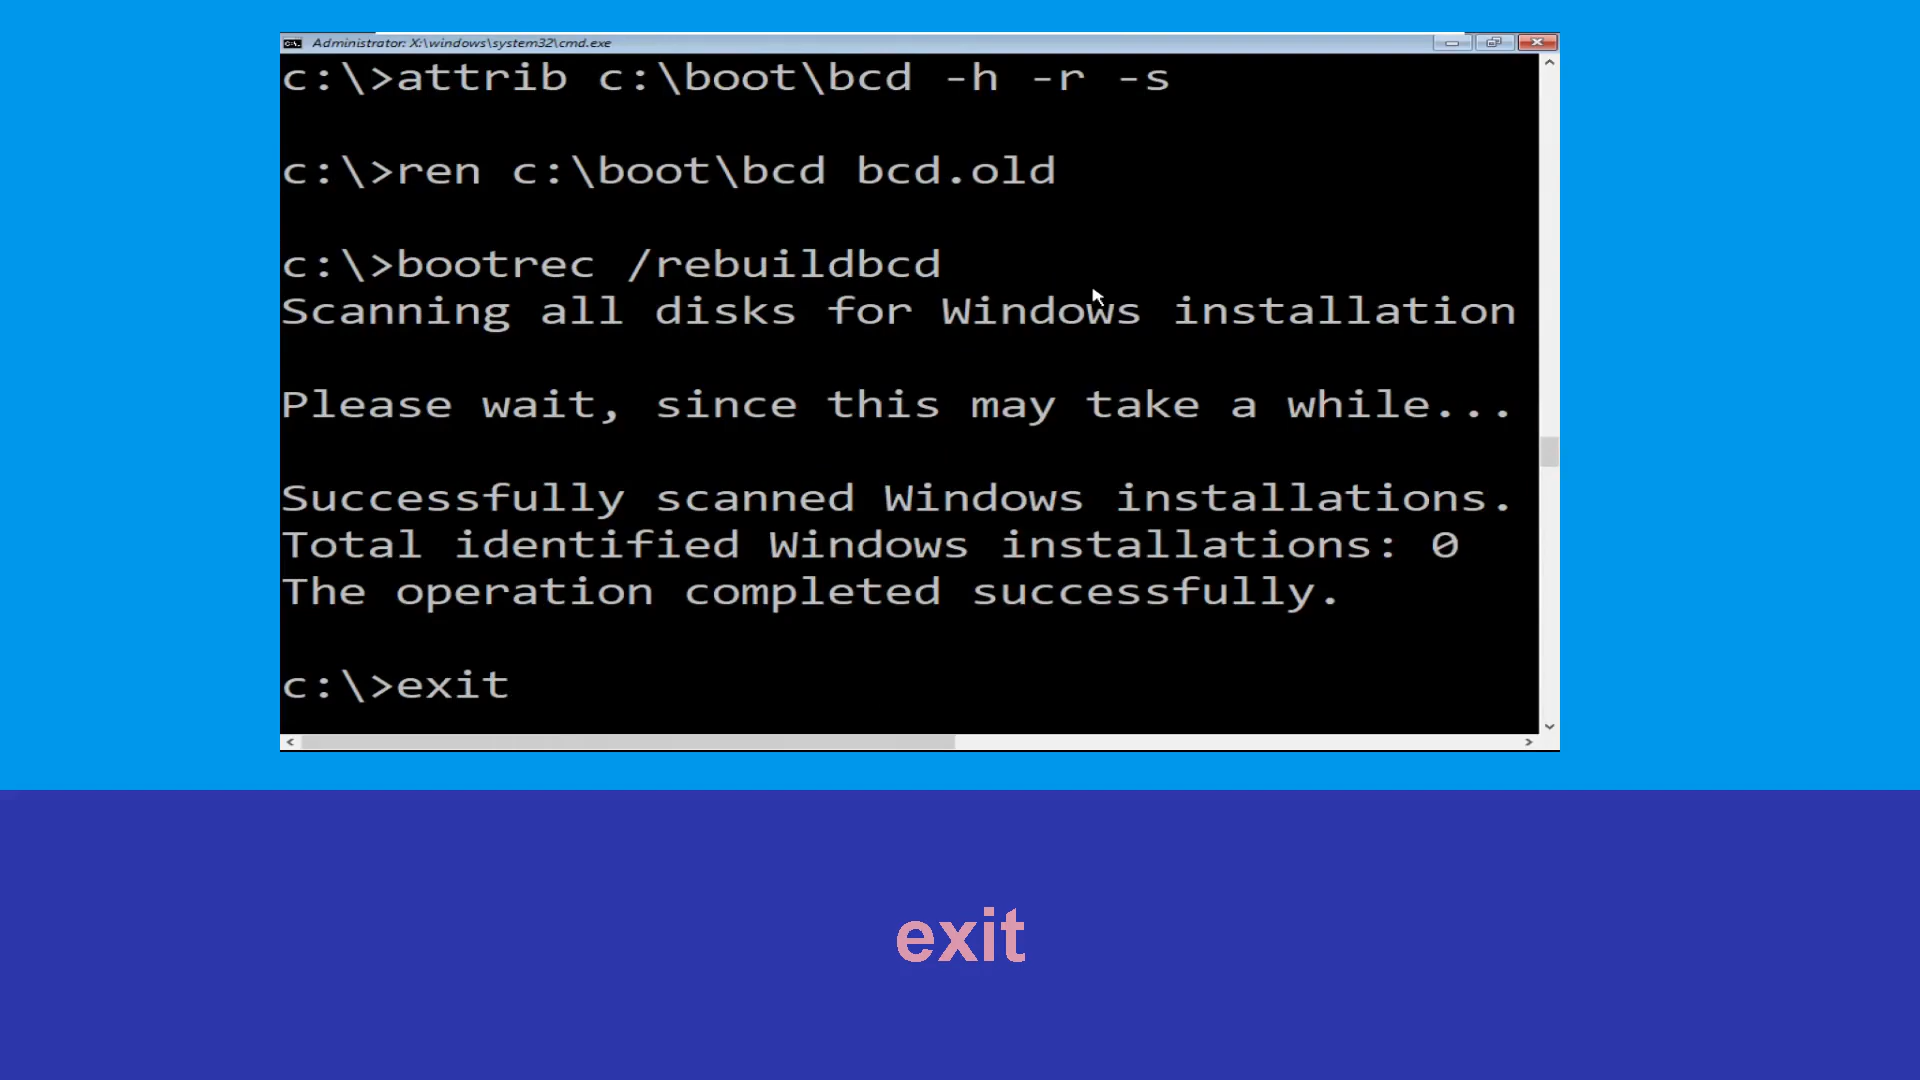 Administrator: X:\windows\system32\cmd.exe
c:\>attrib c:\boot\bcd -h -r -s
c:\>ren c:\boot\bcd bcd.old
c:\>bootrec /rebuildbcd
Scanning all disks for Windows installation
Please wait, since this may take a while...
Successfully scanned Windows installations.
Total identified Windows installations: 0
The operation completed successfully.
c:\>exit
exit